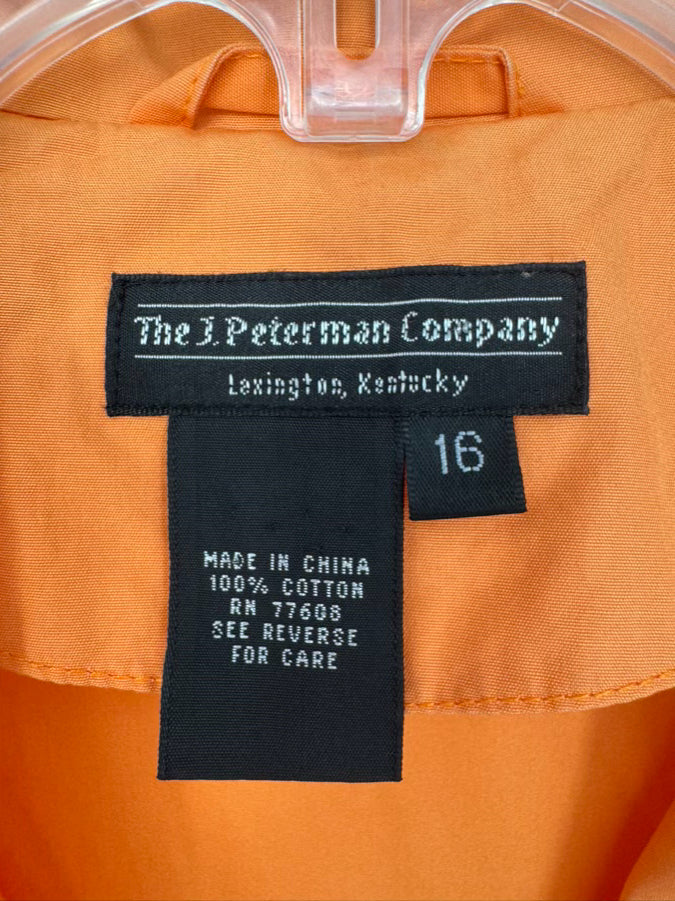 The J. Peterman Company
Lexington, Kentucky
16
MADE IN CHINA
100% COTTON
RN 77608
SEE REVERSE
FOR CARE